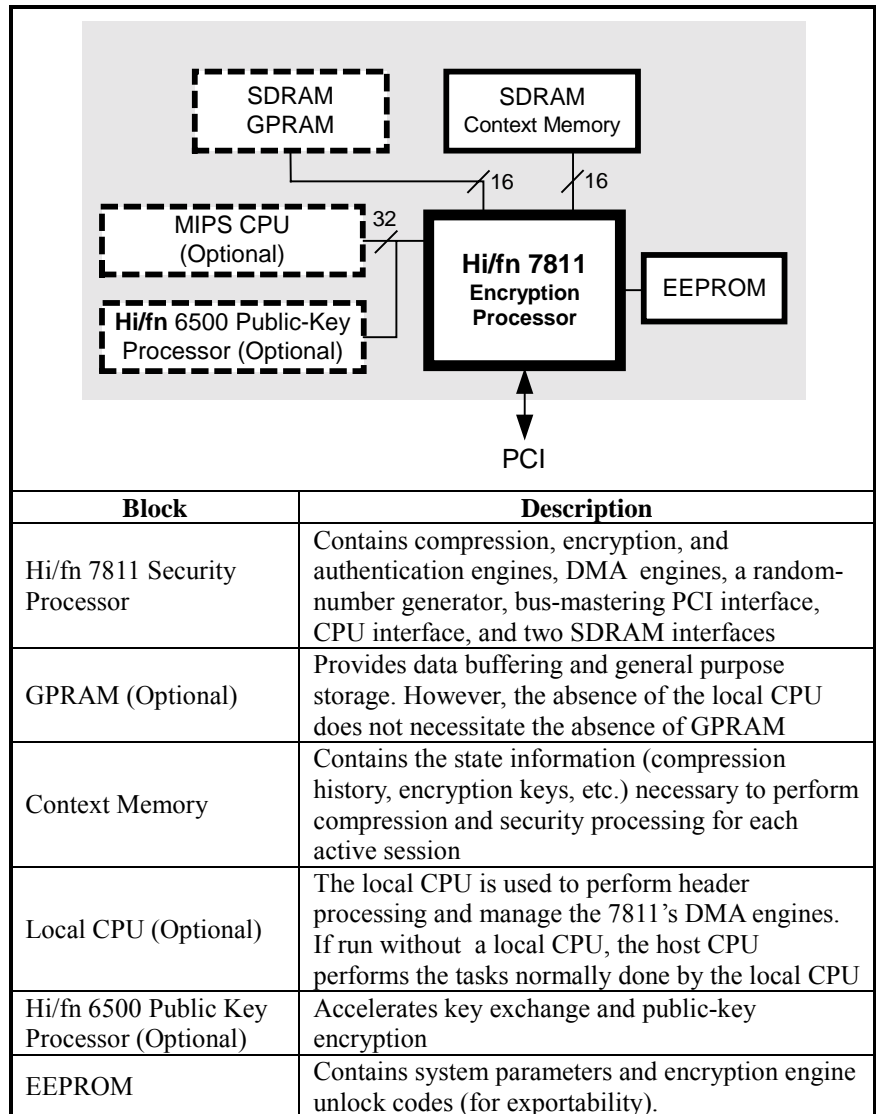 SDRAM
GPRAM
SDRAM
Context Memory
16
16
MIPS CPU
(Optional)
32
Hi/fn 7811
Encryption
Processor
EEPROM
Hi/fn 6500 Public-Key
Processor (Optional)
PCI
Block
Description
Hi/fn 7811 Security
Processor
Contains compression, encryption, and
authentication engines, DMA engines, a random-
number generator, bus-mastering PCI interface,
CPU interface, and two SDRAM interfaces
GPRAM (Optional)
Provides data buffering and general purpose
storage. However, the absence of the local CPU
does not necessitate the absence of GPRAM
Context Memory
Contains the state information (compression
history, encryption keys, etc.) necessary to perform
compression and security processing for each
active session
Local CPU (Optional)
The local CPU is used to perform header
processing and manage the 7811’s DMA engines.
If run without a local CPU, the host CPU
performs the tasks normally done by the local CPU
Hi/fn 6500 Public Key
Processor (Optional)
Accelerates key exchange and public-key
encryption
EEPROM
Contains system parameters and encryption engine
unlock codes (for exportability).